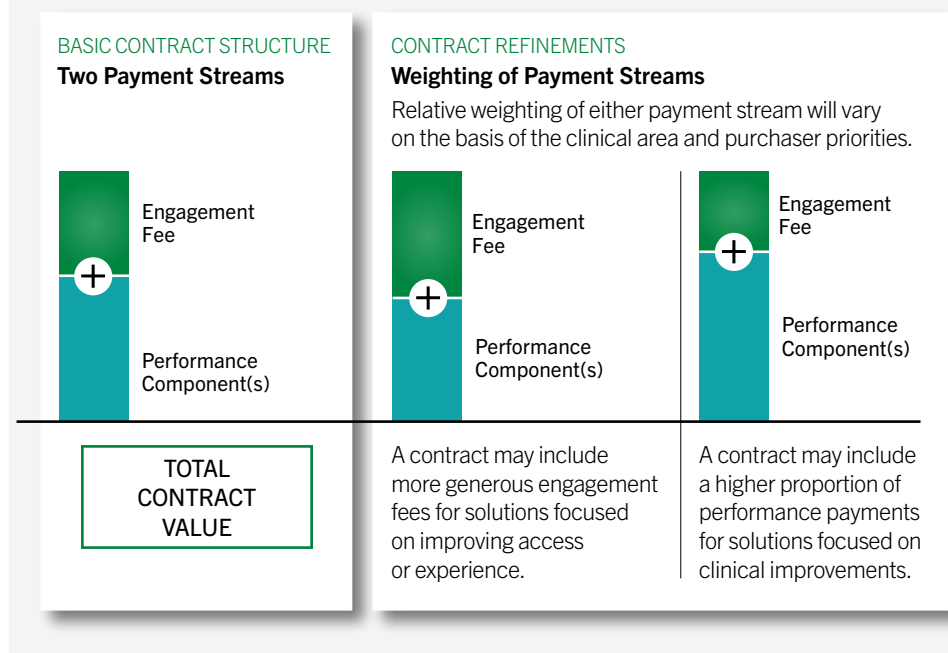 BASIC CONTRACT STRUCTURE
Two Payment Streams
Engagement
Fee
+
Performance
Component(s)
TOTAL
CONTRACT
VALUE
CONTRACT REFINEMENTS
Weighting of Payment Streams
Relative weighting of either payment stream will vary
on the basis of the clinical area and purchaser priorities.
Engagement
Fee
+
Performance
Component(s)
A contract may include
more generous engagement
fees for solutions focused
on improving access
or experience.
Engagement
Fee
+
Performance
Component(s)
A contract may include
a higher proportion of
performance payments
for solutions focused on
clinical improvements.